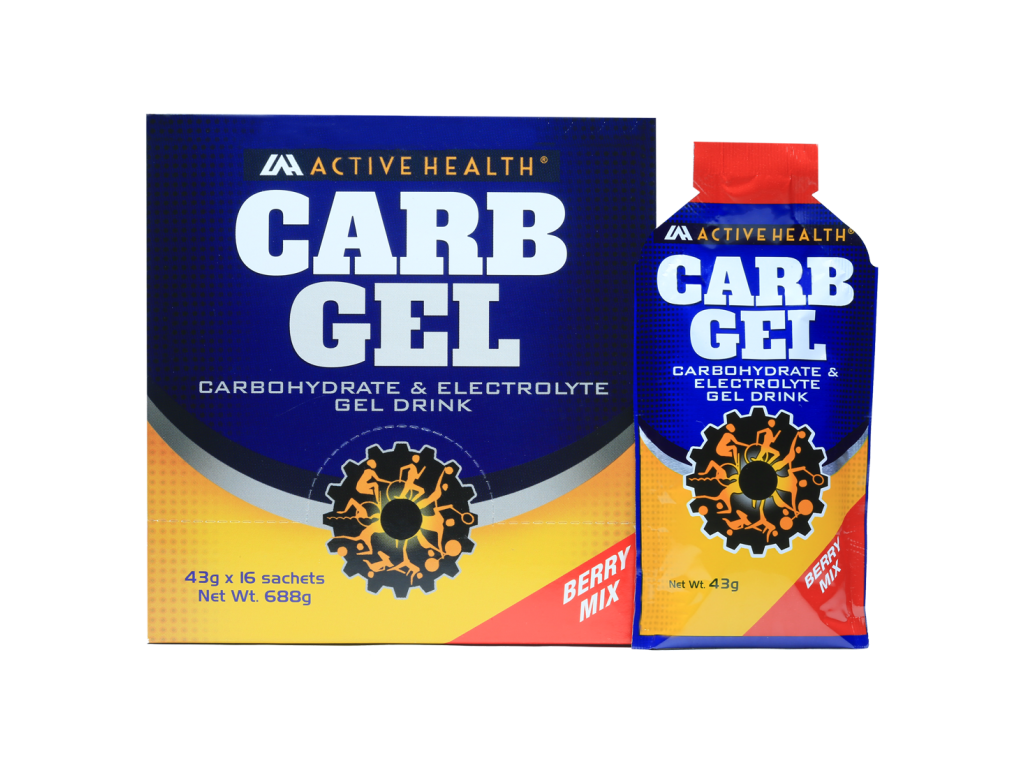 ACTIVE HEALTH®
CARB
GEL
CARBOHYDRATE & ELECTROLYTE
GEL DRINK
43g x 16 sachets
Net Wt. 688g
BERRY
MIX
ACTIVE HEALTH®
CARB
GEL
CARBOHYDRATE &
ELECTROLYTE
GEL DRINK
Net Wt. 43g
BERRY
MIX